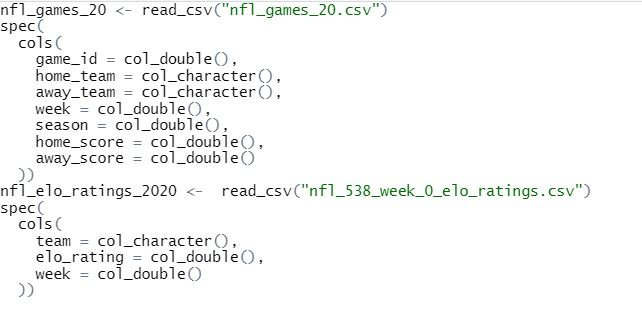 nfl_games_20 <- read_csv("nfl_games_20.csv")
spec(
  cols(
    game_id = col_double(),
    home_team = col_character(),
    away_team = col_character(),
    week = col_double(),
    season = col_double(),
    home_score = col_double(),
    away_score = col_double()
  ))
nfl_elo_ratings_2020 <-  read_csv("nfl_538_week_0_elo_ratings.csv")
spec(
  cols(
    team = col_character(),
    elo_rating = col_double(),
    week = col_double()
  ))